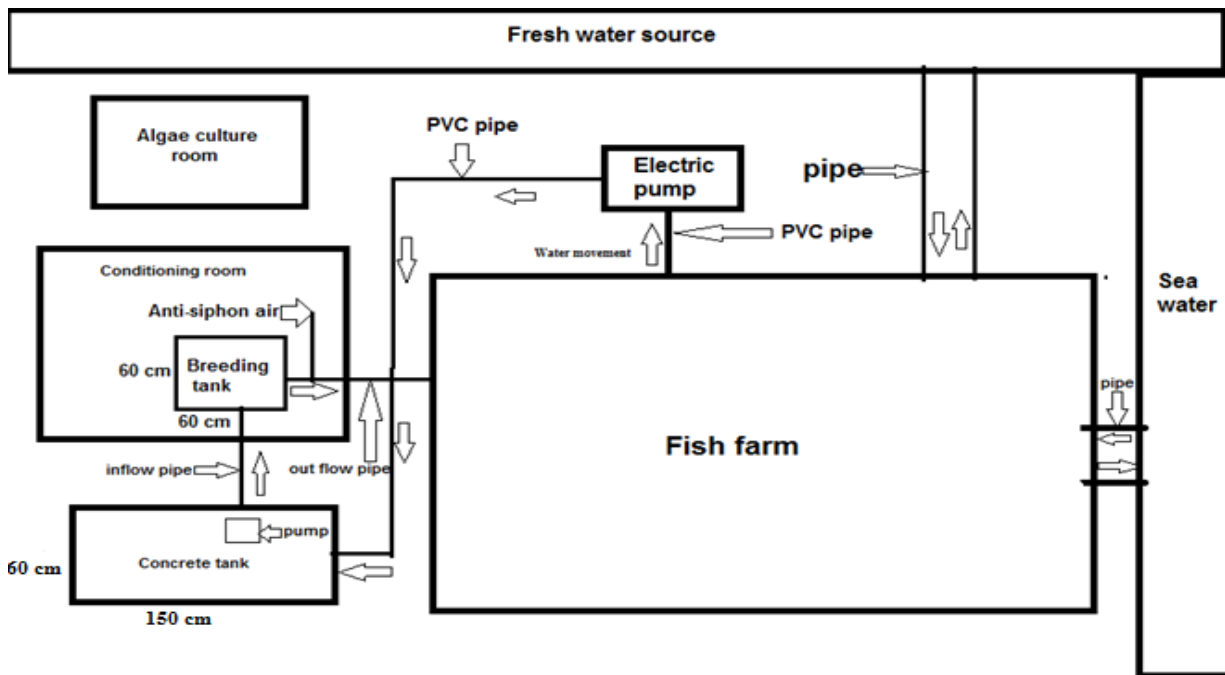 Fresh water source
Algae culture
room
PVC pipe
Electric
pump
pipe
PVC pipe
Water movement
Conditioning room
Sea
water
Anti-siphon air
60 cm
Breeding
tank
pipe
60 cm
Fish farm
inflow pipe
out flow pipe
pump
60 cm
Concrete tank
150 cm